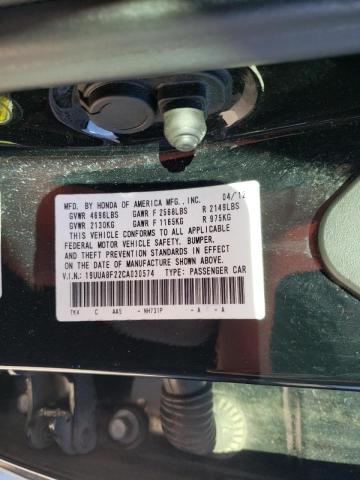 MFD. BY HONDA OF AMERICA MFG., INC. 04/12
GVWR 4696LBS GAWR F 2568LBS R 2149LBS
GVWR 2130KG GAWR F 1165KG R 975KG
THIS VEHICLE CONFORMS TO ALL APPLICABLE
FEDERAL MOTOR VEHICLE SAFETY, BUMPER,
AND THEFT PREVENTION STANDARDS IN EFFECT
ON THE DATE OF MANUFACTURE SHOWN ABOVE.
V.I.N.: 19UUA8F22CA030574 TYPE: PASSENGER CAR
TK4 C AAS - NH731P - A - A